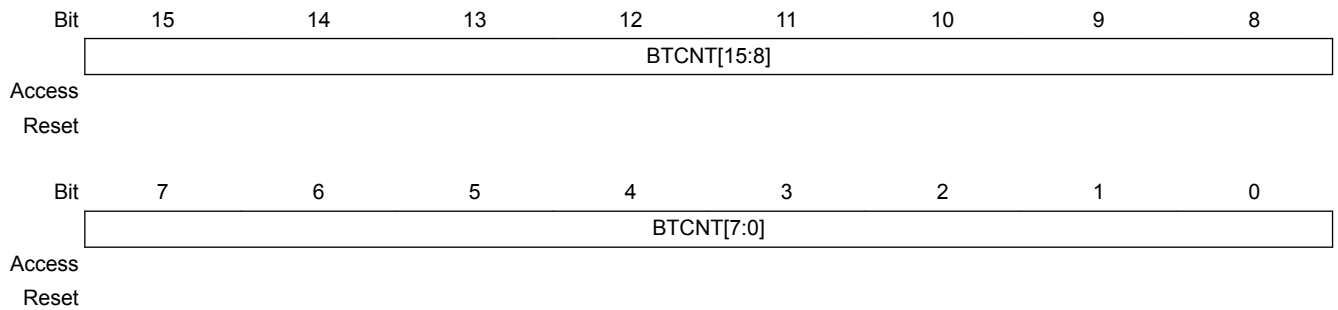 Bit 15 14 13 12 11 10 9 8
BTCNT[15:8]
Access
Reset
Bit 7 6 5 4 3 2 1 0
BTCNT[7:0]
Access
Reset